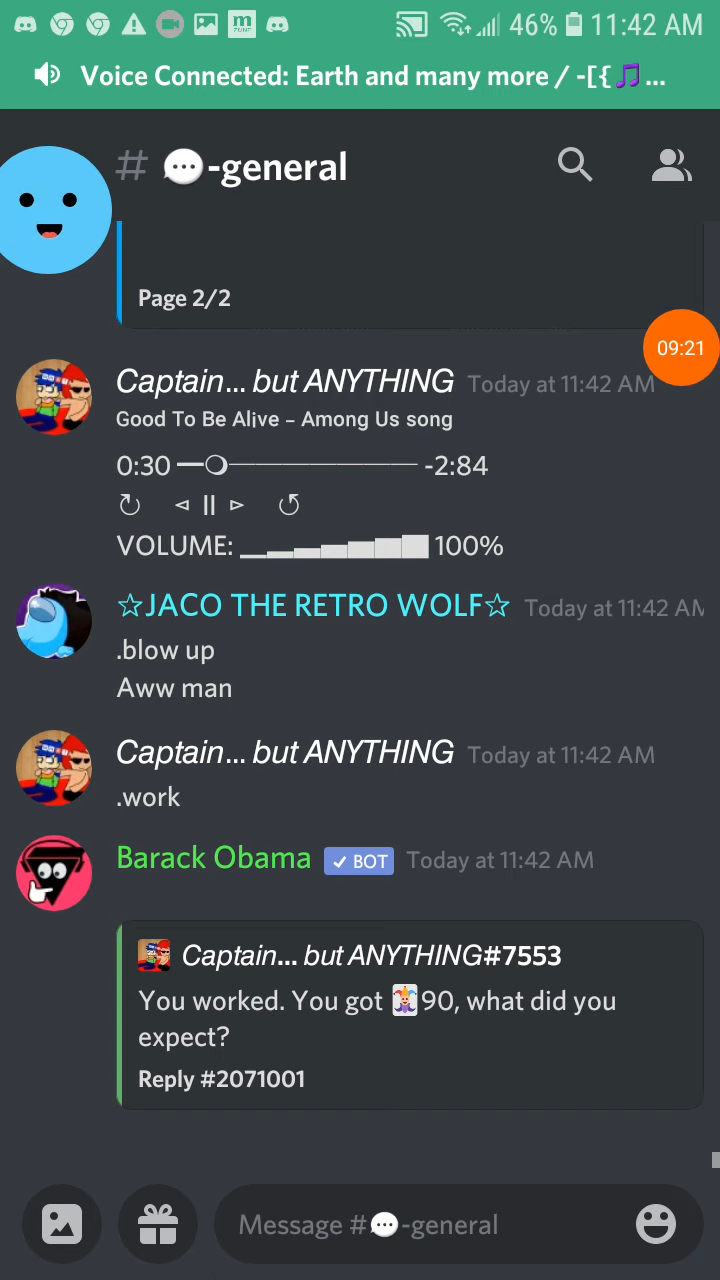 46% 11:42 AM
Voice Connected: Earth and many more / -[{🎵...
# 💬-general
Page 2/2
09:21
Captain... but ANYTHING Today at 11:42 AM
Good To Be Alive - Among Us song
0:30 ━❍──────── -2:84
↻ ⊲ Ⅱ ⊳ ↺
VOLUME: ▁▂▃▄▅▆▇ 100%
☆JACO THE RETRO WOLF☆ Today at 11:42 AM
.blow up
Aww man
Captain... but ANYTHING Today at 11:42 AM
.work
Barack Obama ✓ BOT Today at 11:42 AM
Captain... but ANYTHING#7553
You worked. You got 🃏90, what did you
expect?
Reply #2071001
Message #💬-general